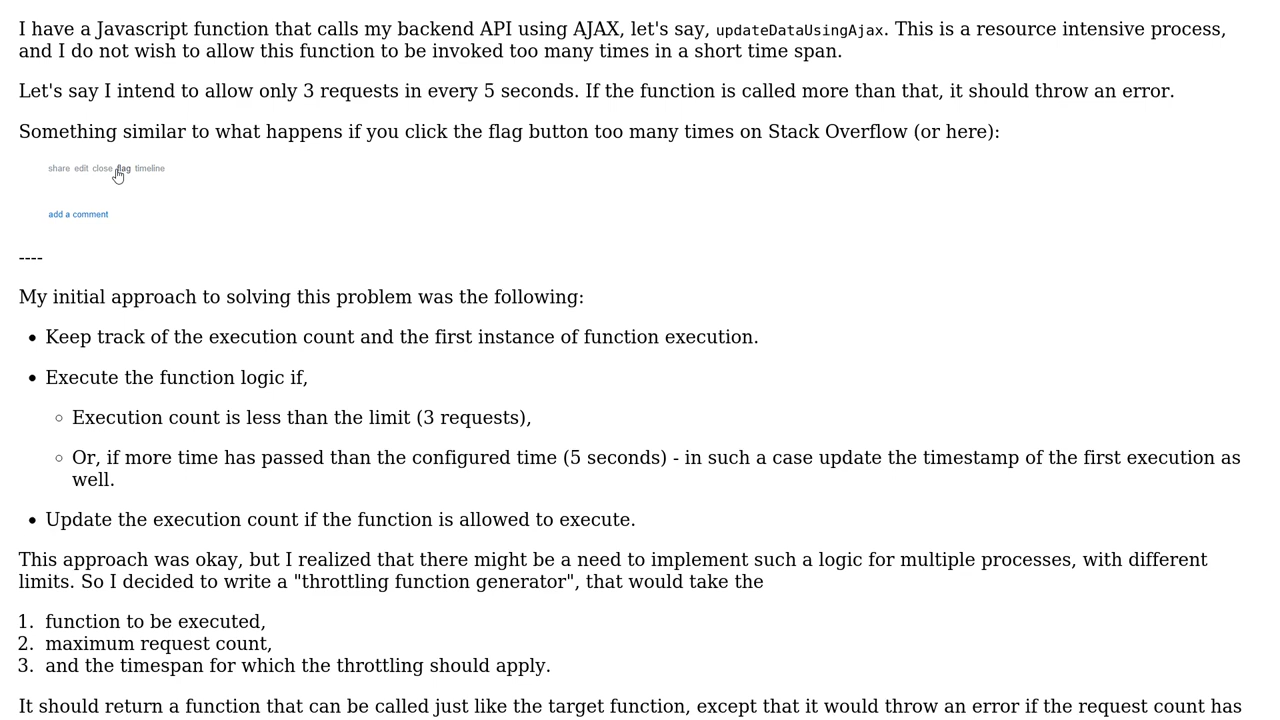 I have a Javascript function that calls my backend API using AJAX, let's say, updateDataUsingAjax. This is a resource intensive process,
and I do not wish to allow this function to be invoked too many times in a short time span.
Let's say I intend to allow only 3 requests in every 5 seconds. If the function is called more than that, it should throw an error.
Something similar to what happens if you click the flag button too many times on Stack Overflow (or here):
share edit close flag timeline
add a comment
----
My initial approach to solving this problem was the following:
• Keep track of the execution count and the first instance of function execution.
• Execute the function logic if,
◦ Execution count is less than the limit (3 requests),
◦ Or, if more time has passed than the configured time (5 seconds) - in such a case update the timestamp of the first execution as
well.
• Update the execution count if the function is allowed to execute.
This approach was okay, but I realized that there might be a need to implement such a logic for multiple processes, with different
limits. So I decided to write a "throttling function generator", that would take the
1. function to be executed,
2. maximum request count,
3. and the timespan for which the throttling should apply.
It should return a function that can be called just like the target function, except that it would throw an error if the request count has